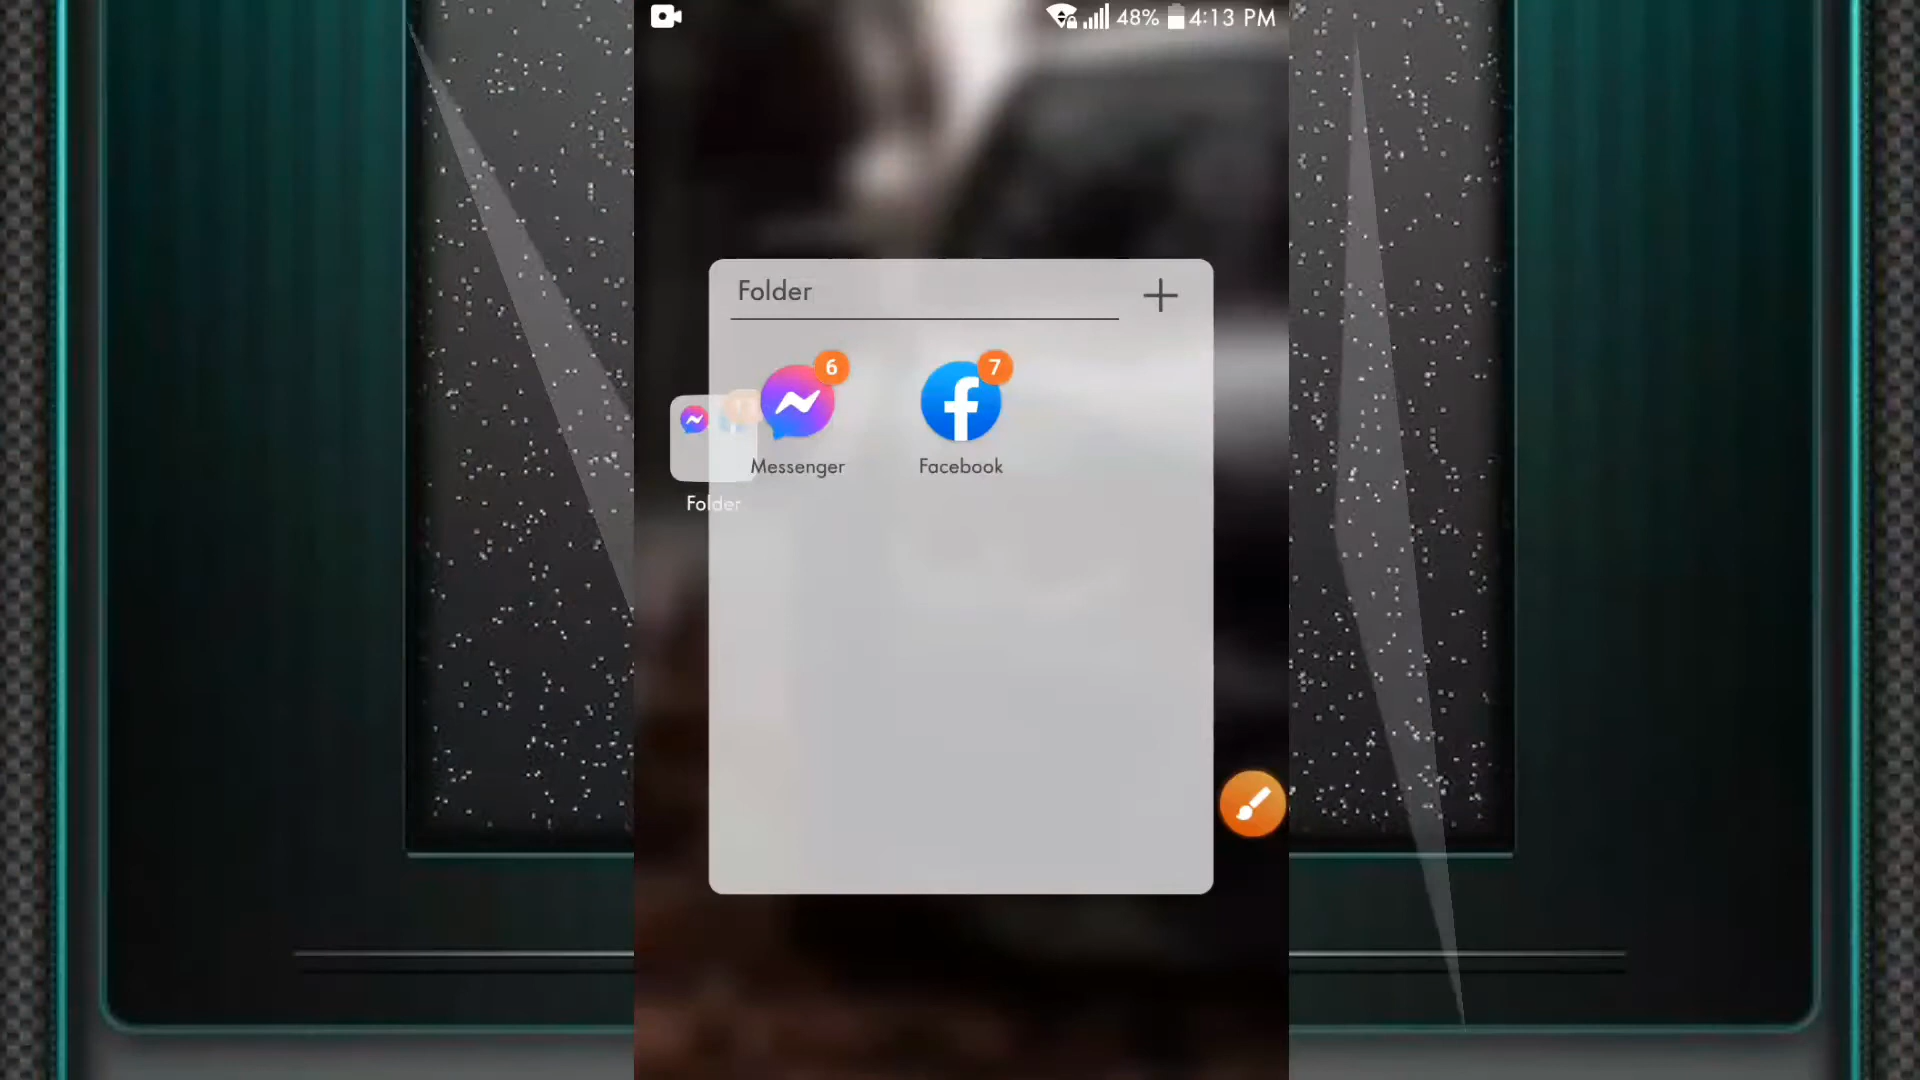 48% 4:13 PM
Folder
6
7
Messenger
Facebook
Folder